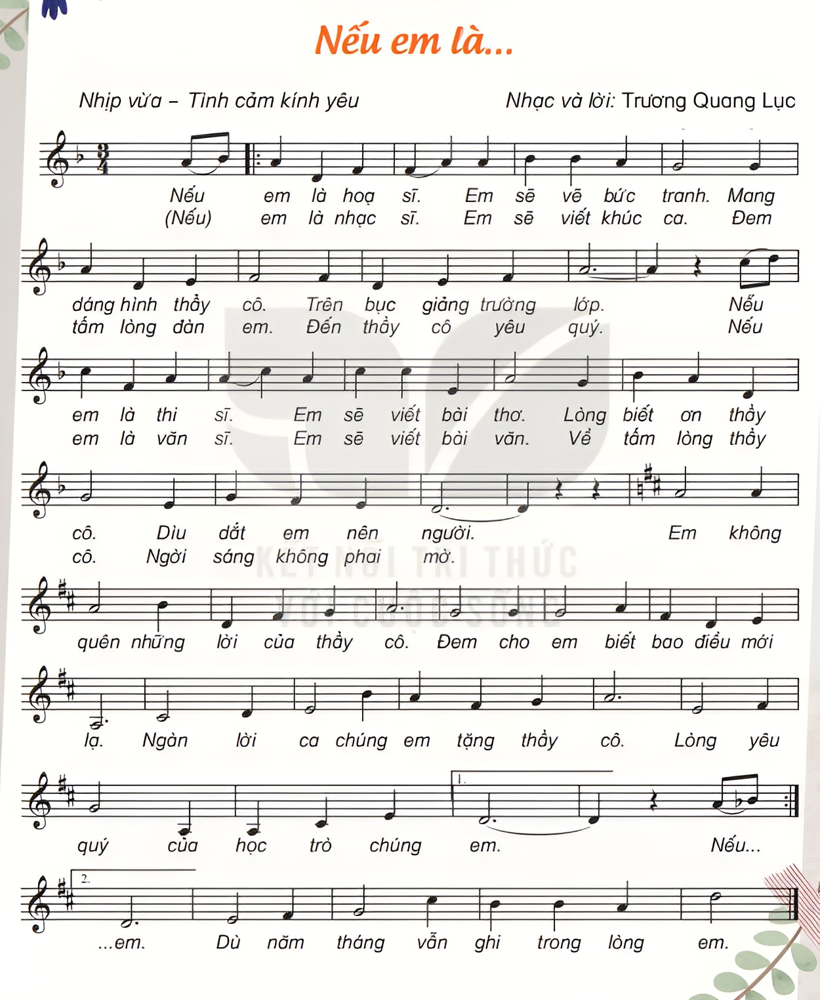 Nếu em là...
Nhịp vừa – Tình cảm kính yêu
Nhạc và lời: Trương Quang Lục
3
4
Nếu em là hoạ sĩ. Em sẽ vẽ bức tranh. Mang
(Nếu) em là nhạc sĩ. Em sẽ viết khúc ca. Đem
dáng hình thầy cô. Trên bục giảng trường lớp. Nếu
tấm lòng đàn em. Đến thầy cô yêu quý. Nếu
em là thi sĩ. Em sẽ viết bài thơ. Lòng biết ơn thầy
em là văn sĩ. Em sẽ viết bài văn. Về tấm lòng thầy
cô. Dìu dắt em nên người. Em không
cô. Ngời sáng không phai mờ.
KẾT NỐI TRI THỨC
VỚI CUỘC SỐNG
quên những lời của thầy cô. Đem cho em biết bao điều mới
lạ. Ngàn lời ca chúng em tặng thầy cô. Lòng yêu
1.
quý của học trò chúng em. Nếu...
2.
...em. Dù năm tháng vẫn ghi trong lòng em.